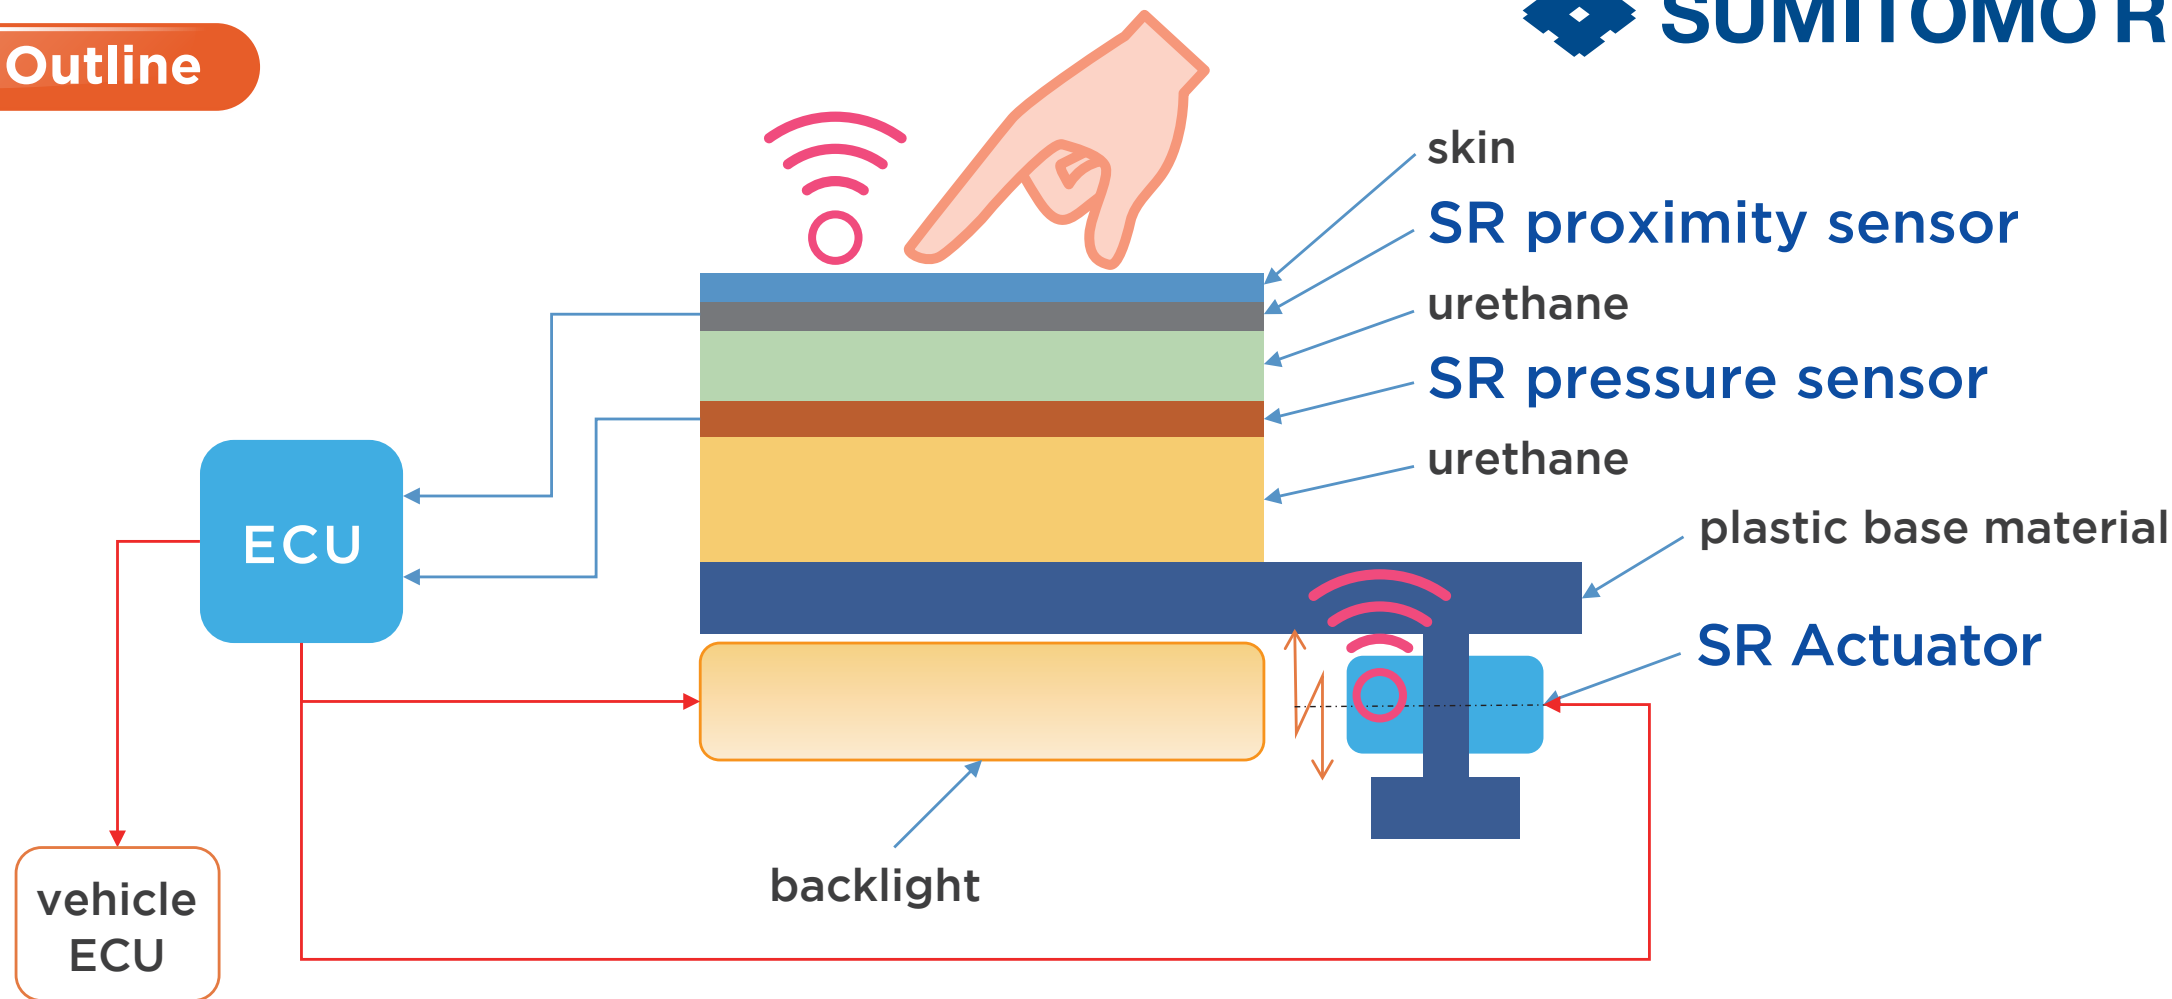 Outline
SUMITOMO R
skin
SR proximity sensor
urethane
SR pressure sensor
urethane
plastic base material
ECU
SR Actuator
backlight
vehicle
ECU